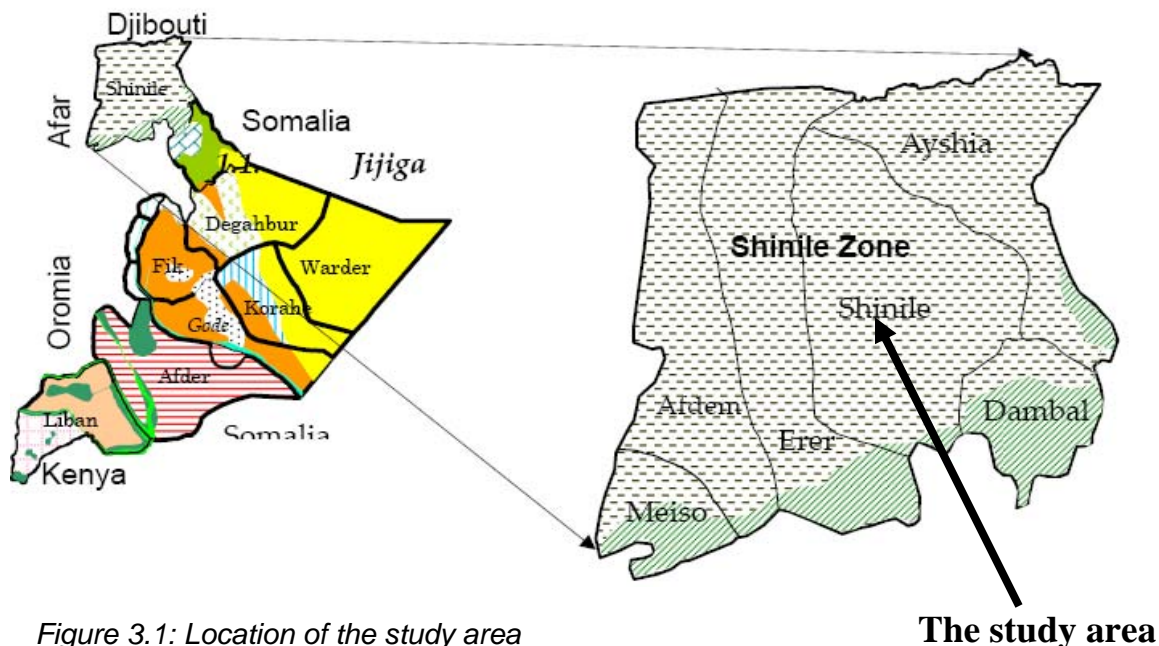 Djibouti
Shinile
Afar
Somalia
Jijiga
Degahbur
Fik
Warder
Korahe
Oromia
Gode
Afder
Liban
Somalia
Kenya
Ayshia
Shinile Zone
Shinile
Afdem
Dambal
Erer
Meiso
Figure 3.1: Location of the study area
The study area